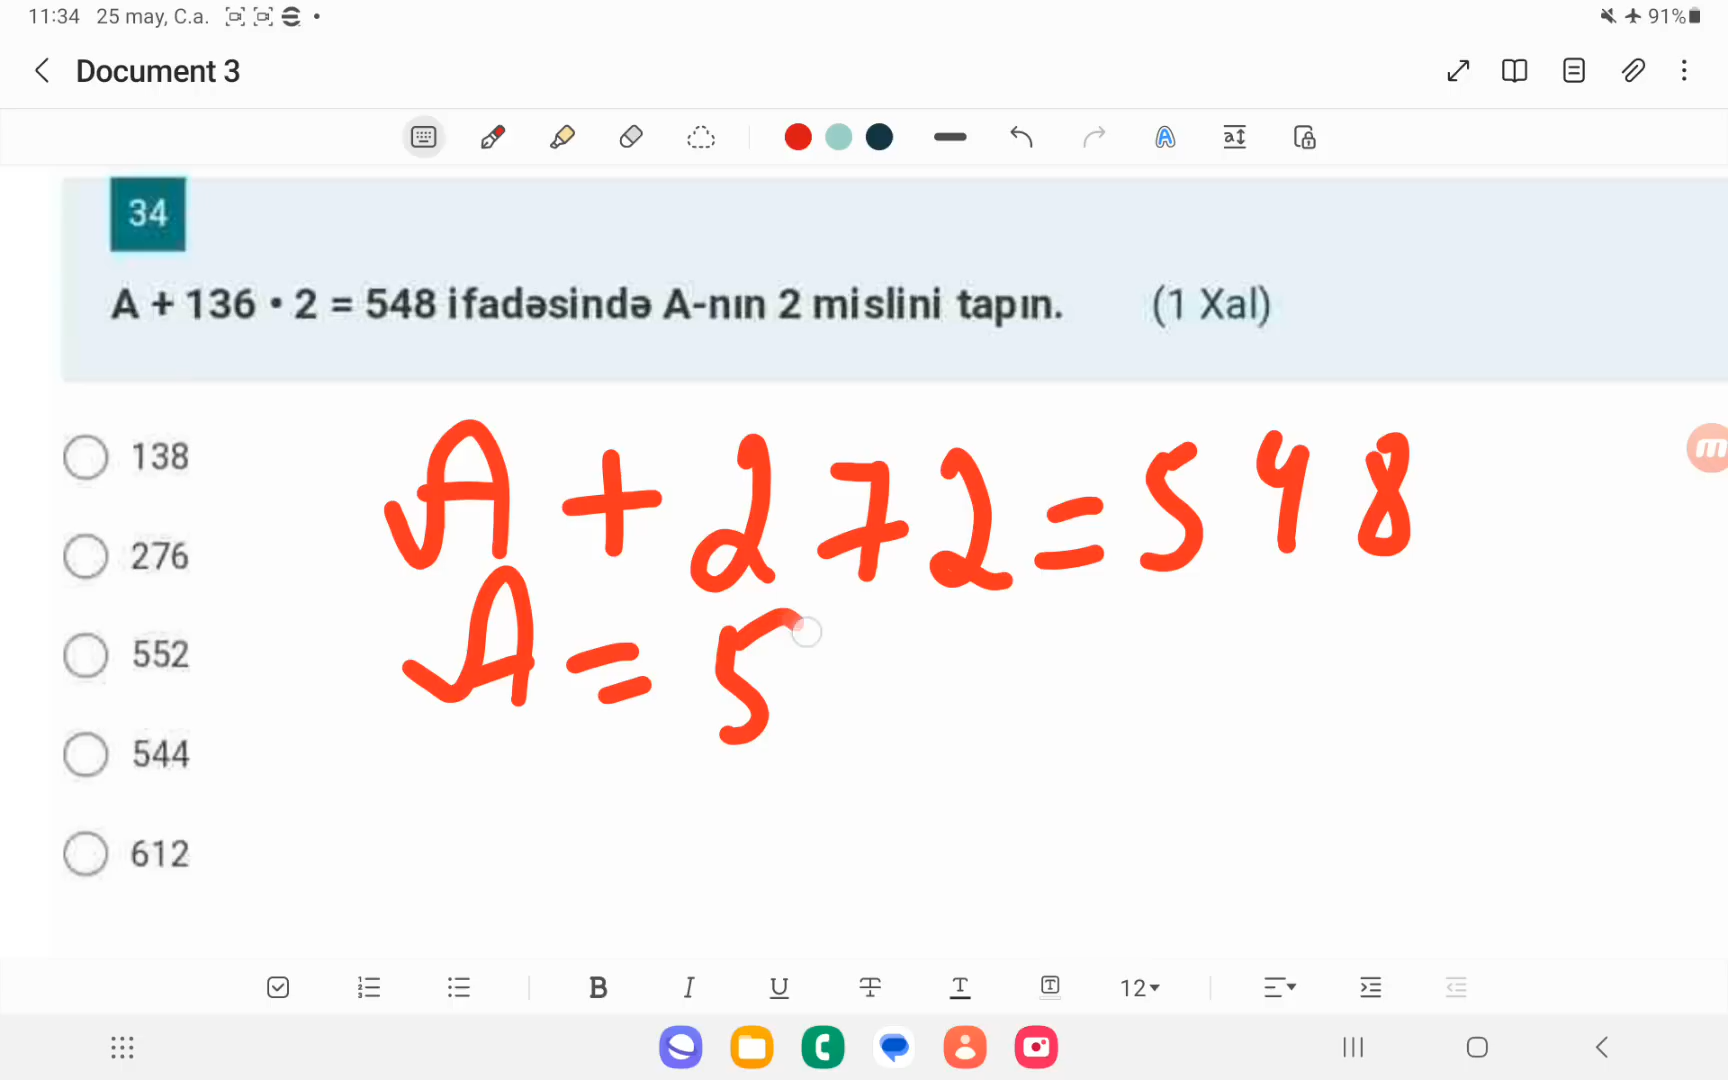 11:34 25 may, C.a. 91%
Document 3
34
A + 136 • 2 = 548 ifadəsində A-nın 2 mislini tapın. (1 Xal)
138
A + 272 = 548
276
552
A = 5
544
612
B I U T T T 12